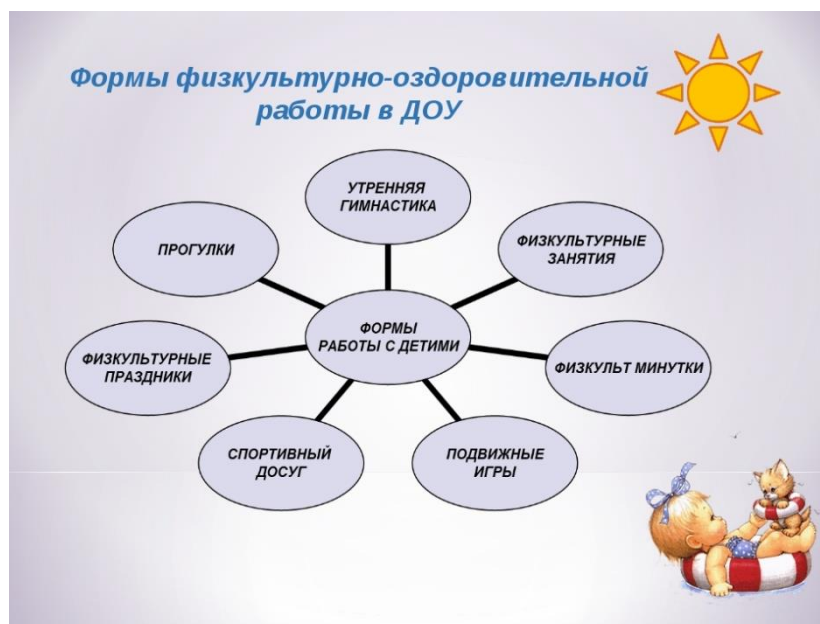 Формы физкультурно-оздоровительной
работы в ДОУ
УТРЕННЯЯ
ГИМНАСТИКА
ФИЗКУЛЬТУРНЫЕ
ЗАНЯТИЯ
ФИЗКУЛЬТ МИНУТКИ
ПОДВИЖНЫЕ
ИГРЫ
СПОРТИВНЫЙ
ДОСУГ
ФИЗКУЛЬТУРНЫЕ
ПРАЗДНИКИ
ПРОГУЛКИ
ФОРМЫ
РАБОТЫ С ДЕТИМИ